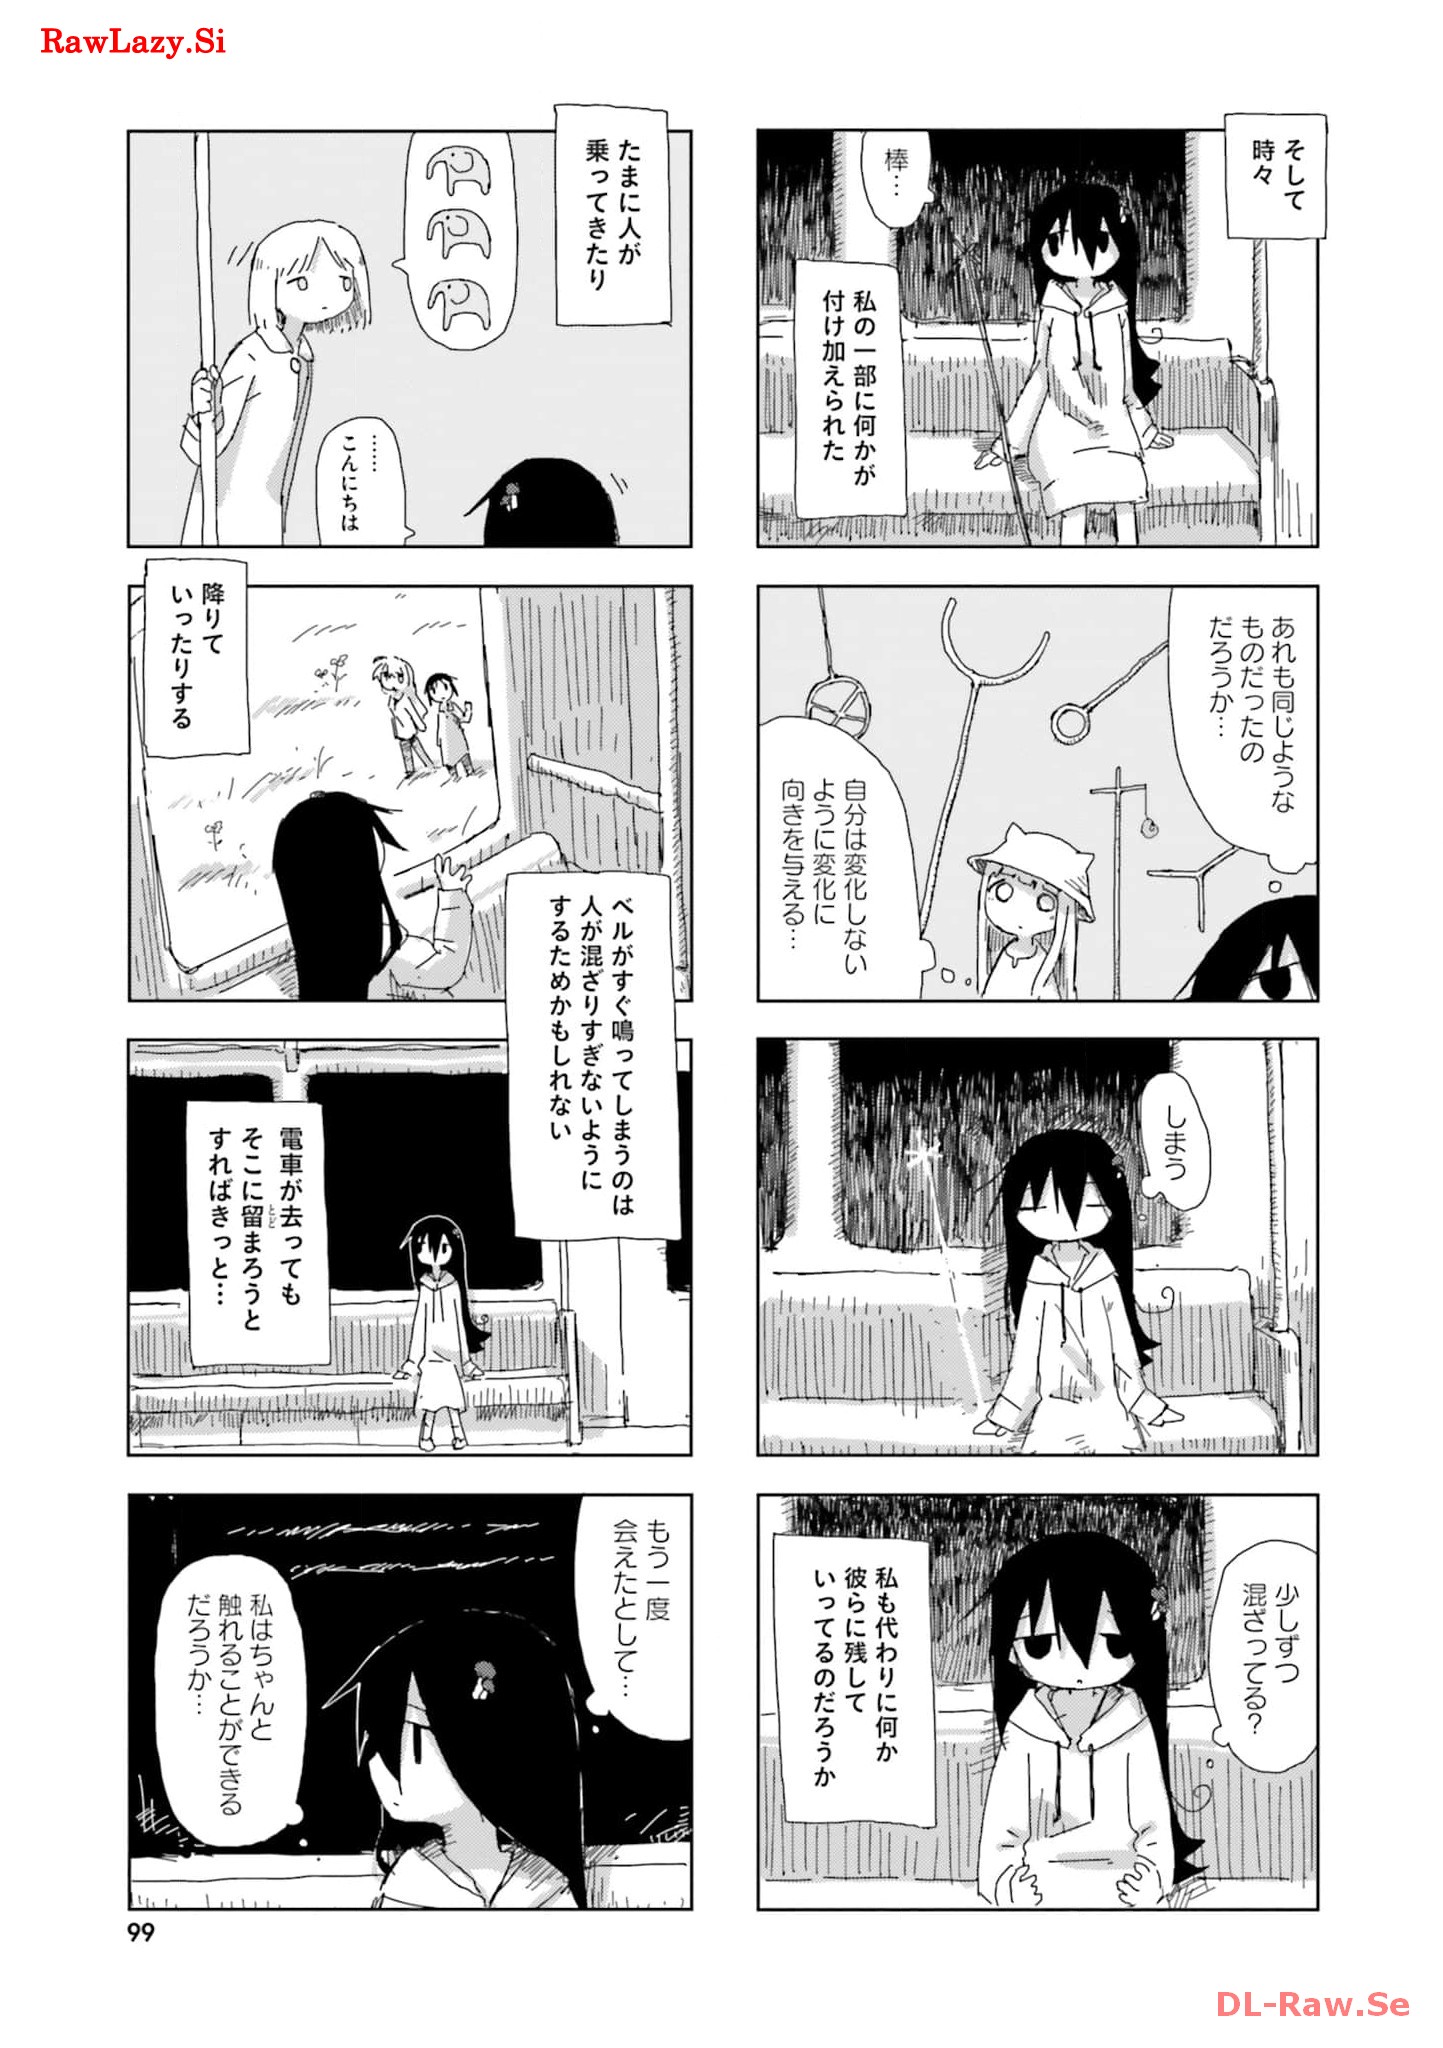 RawLazy.Si
そして
時々
棒…
私の一部に何かが
付け加えられた
あれも同じような
ものだったの
だろうか…
自分は変化しない
ように変化に
向きを与える…
しまう
少しずつ
混ざってる?
私も代わりに何か
彼らに残して
いってるのだろうか
たまに人が
乗ってきたり
……
こんにちは
降りて
いったりする
ベルがすぐ鳴ってしまうのは
人が混ざりすぎないように
するためかもしれない
電車が去っても
そこに留まろうと
とど
すればきっと…
もう一度
会えたとして…
私はちゃんと
触れることができる
だろうか…
99
DL-Raw.Se